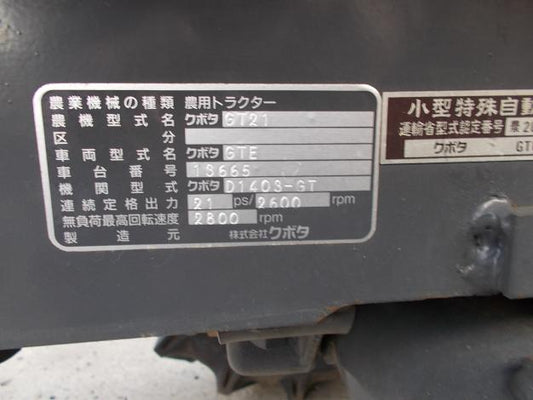 農業機械の種類 農用トラクター
農機型式名 クボタ GT21
区分
車両型式名 クボタ GTE
車台番号 1S665
機関型式 クボタ D1403-GT
連続定格出力 21 ps/2600 rpm
無負荷最高回転速度 2800 rpm
製造元 株式会社クボタ
小型特殊自動
運輸省型式認定番号 農20
クボタ GT